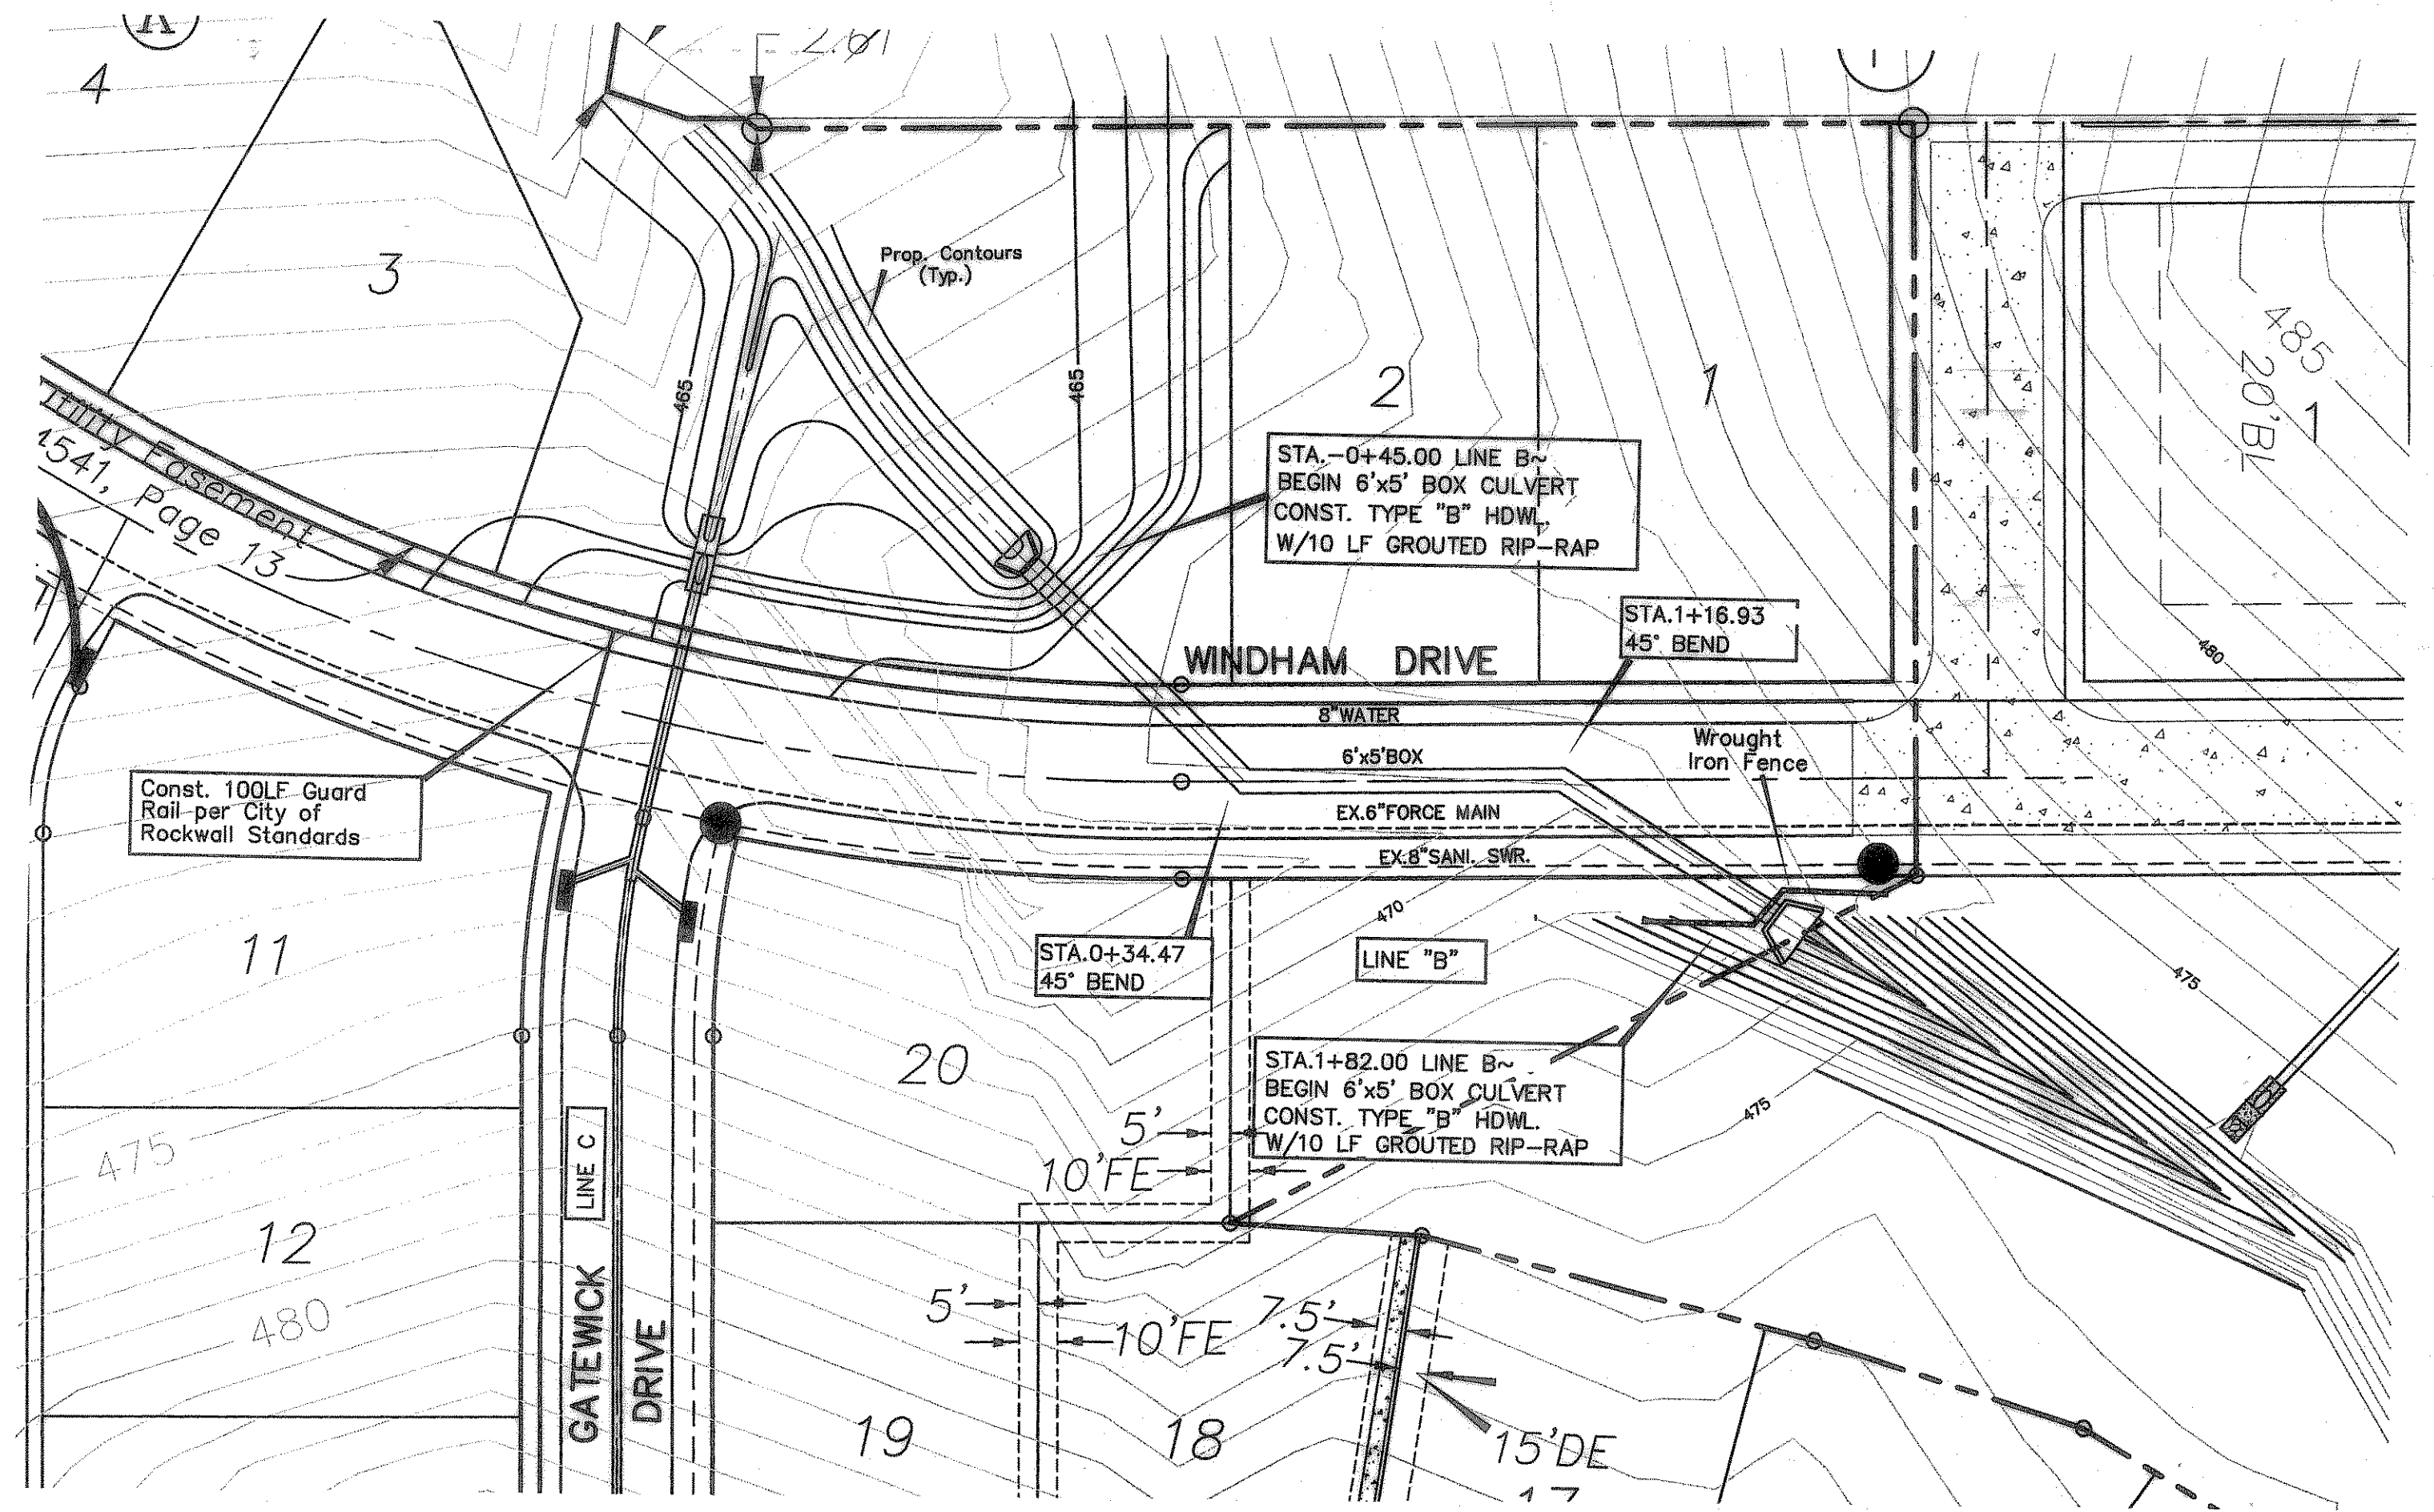 4
3
Prop. Contours
(Typ.)
465
465
2
1
485
20'BL
1
480
Utility Easement
1541, Page 13
STA.-0+45.00 LINE B~
BEGIN 6'x5' BOX CULVERT
CONST. TYPE "B" HDWL.
W/10 LF GROUTED RIP-RAP
STA.1+16.93
45° BEND
WINDHAM DRIVE
8"WATER
6'x5'BOX
Wrought
Iron Fence
EX.6"FORCE MAIN
EX.8"SANI. SWR.
Const. 100LF Guard
Rail per City of
Rockwall Standards
11
470
STA.0+34.47
45° BEND
LINE "B"
475
20
STA.1+82.00 LINE B~
BEGIN 6'x5' BOX CULVERT
CONST. TYPE "B" HDWL.
W/10 LF GROUTED RIP-RAP
475
5'
10'FE
475
LINE C
12
480
GATEWICK
DRIVE
5'
10'FE
7.5'
7.5'
19
18
15'DE